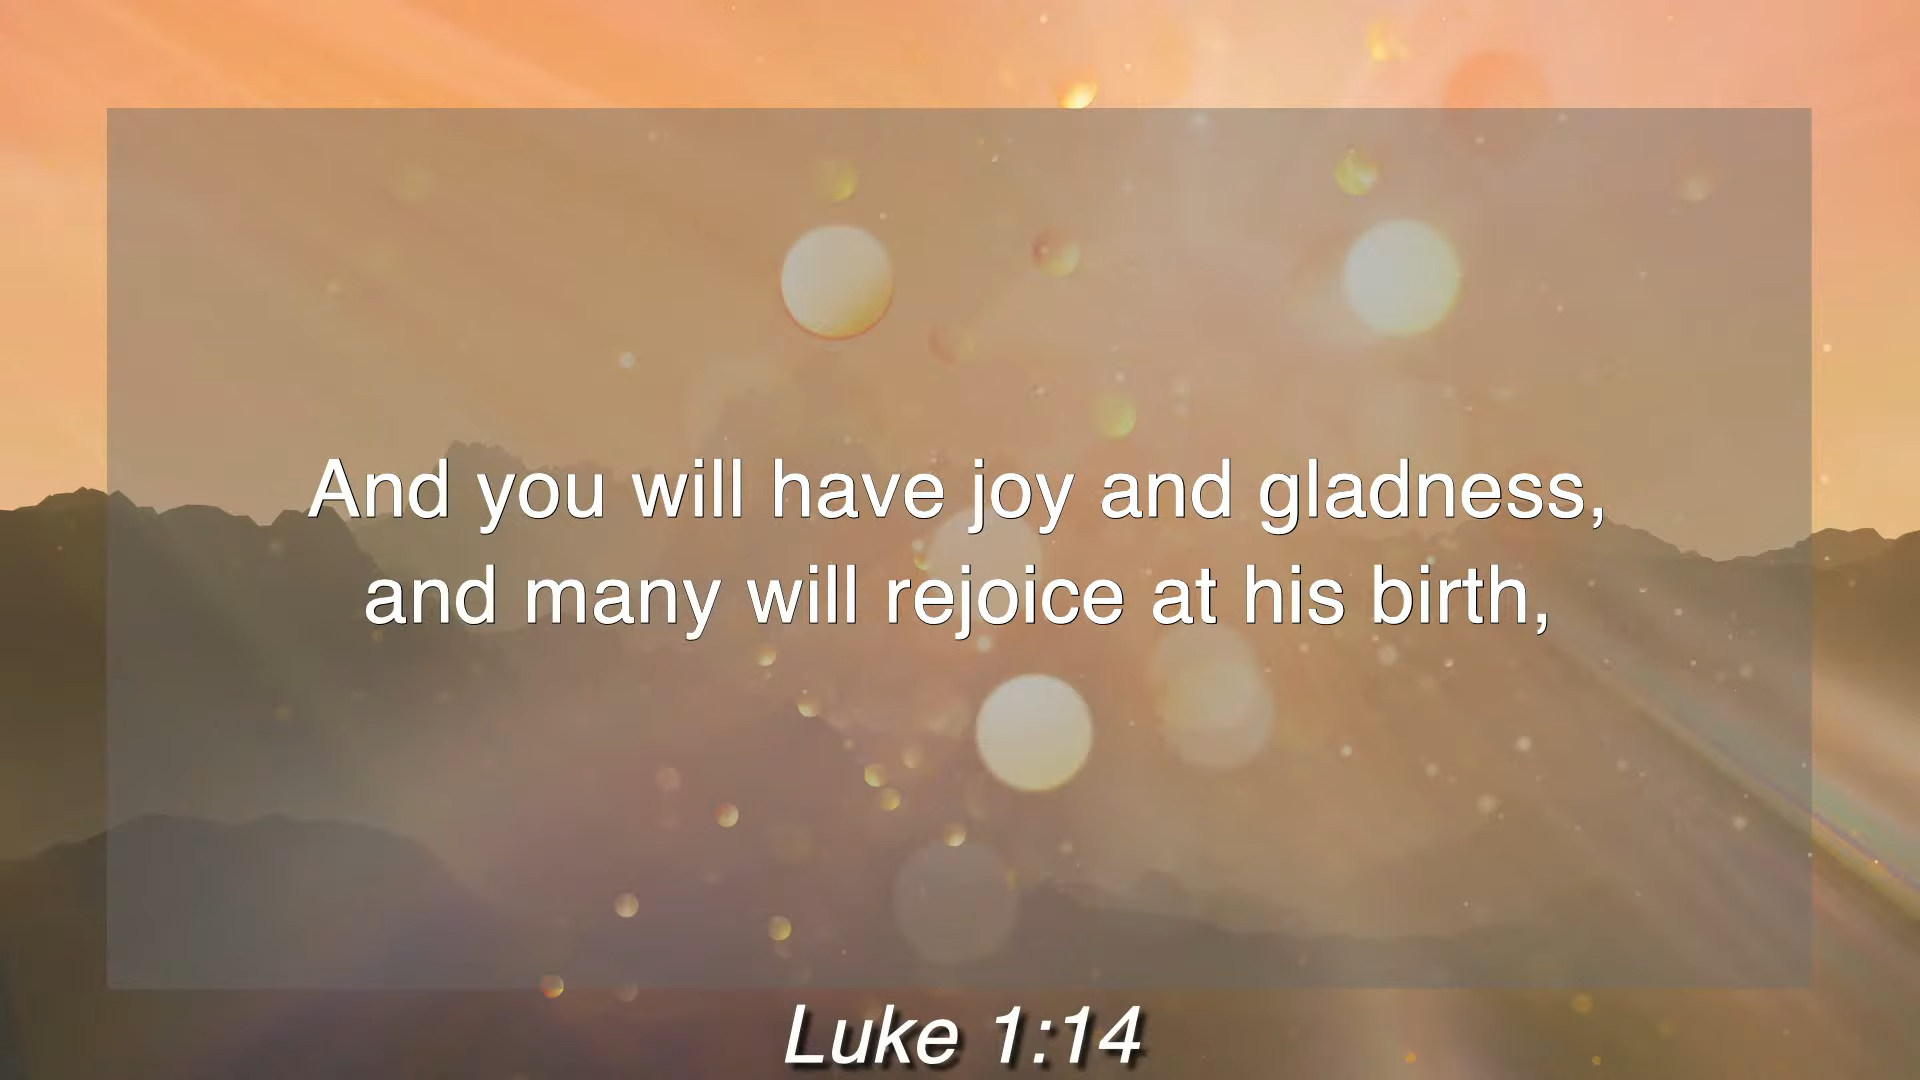 And you will have joy and gladness,
and many will rejoice at his birth,
Luke 1:14